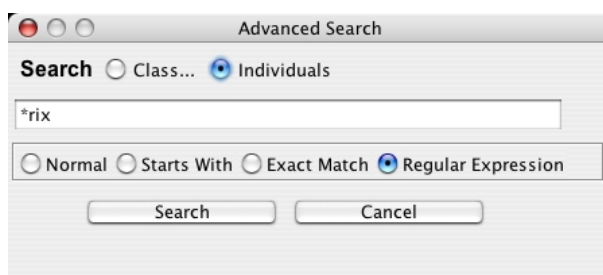 Advanced Search
Search Class... Individuals
*rix
Normal Starts With Exact Match Regular Expression
Search Cancel